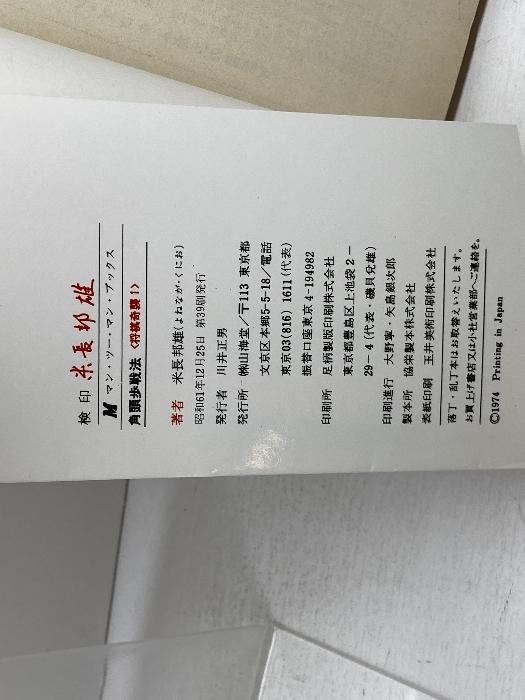 検印 米長邦雄
M マン・ツー・マン・ブックス
角頭歩戦法〈将棋奇襲1〉
著者 米長邦雄(よねなが・くにお)
昭和61年12月25日 第39刷発行
発行者 川井正男
発行所 ㈱山海堂/〒113 東京都
文京区本郷5-5-18/電話
東京03(816)1611(代表)
振替口座東京4-194982
印刷所 足柄製版印刷株式会社
東京都豊島区上池袋2-
29-4(代表・磯貝兌雄)
印刷進行 大野寧・矢島銀次郎
製本所 協栄製本株式会社
表紙印刷 玉井美術印刷株式会社
落丁・乱丁本はお取替えいたします。
お買上げ書店又は小社営業部へご連絡を。
©1974 Printing in Japan